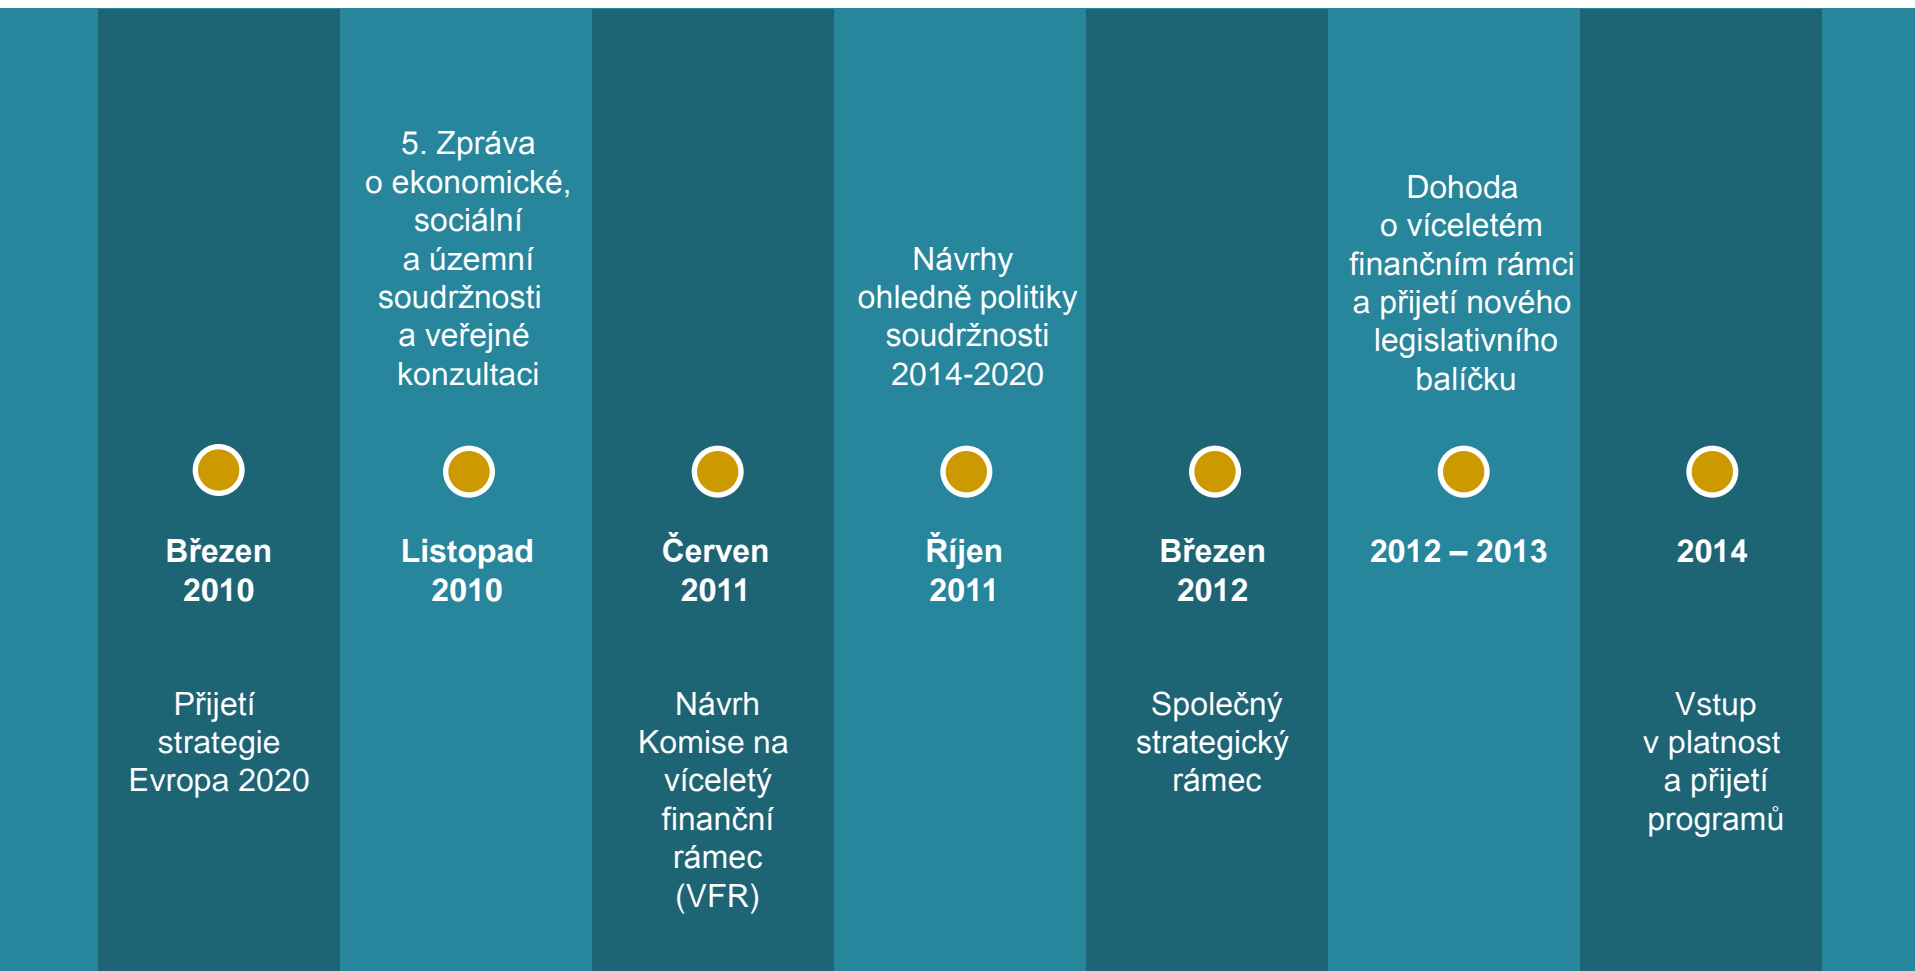 Březen
2010
Přijetí
strategie
Evropa 2020
5. Zpráva
o ekonomické,
sociální
a územní
soudržnosti
a veřejné
konzultaci
Listopad
2010
Červen
2011
Návrh
Komise na
víceletý
finanční
rámec
(VFR)
Návrhy
ohledně politiky
soudržnosti
2014-2020
Říjen
2011
Březen
2012
Společný
strategický
rámec
Dohoda
o víceletém
finančním rámci
a přijetí nového
legislativního
balíčku
2012 – 2013
2014
Vstup
v platnost
a přijetí
programů